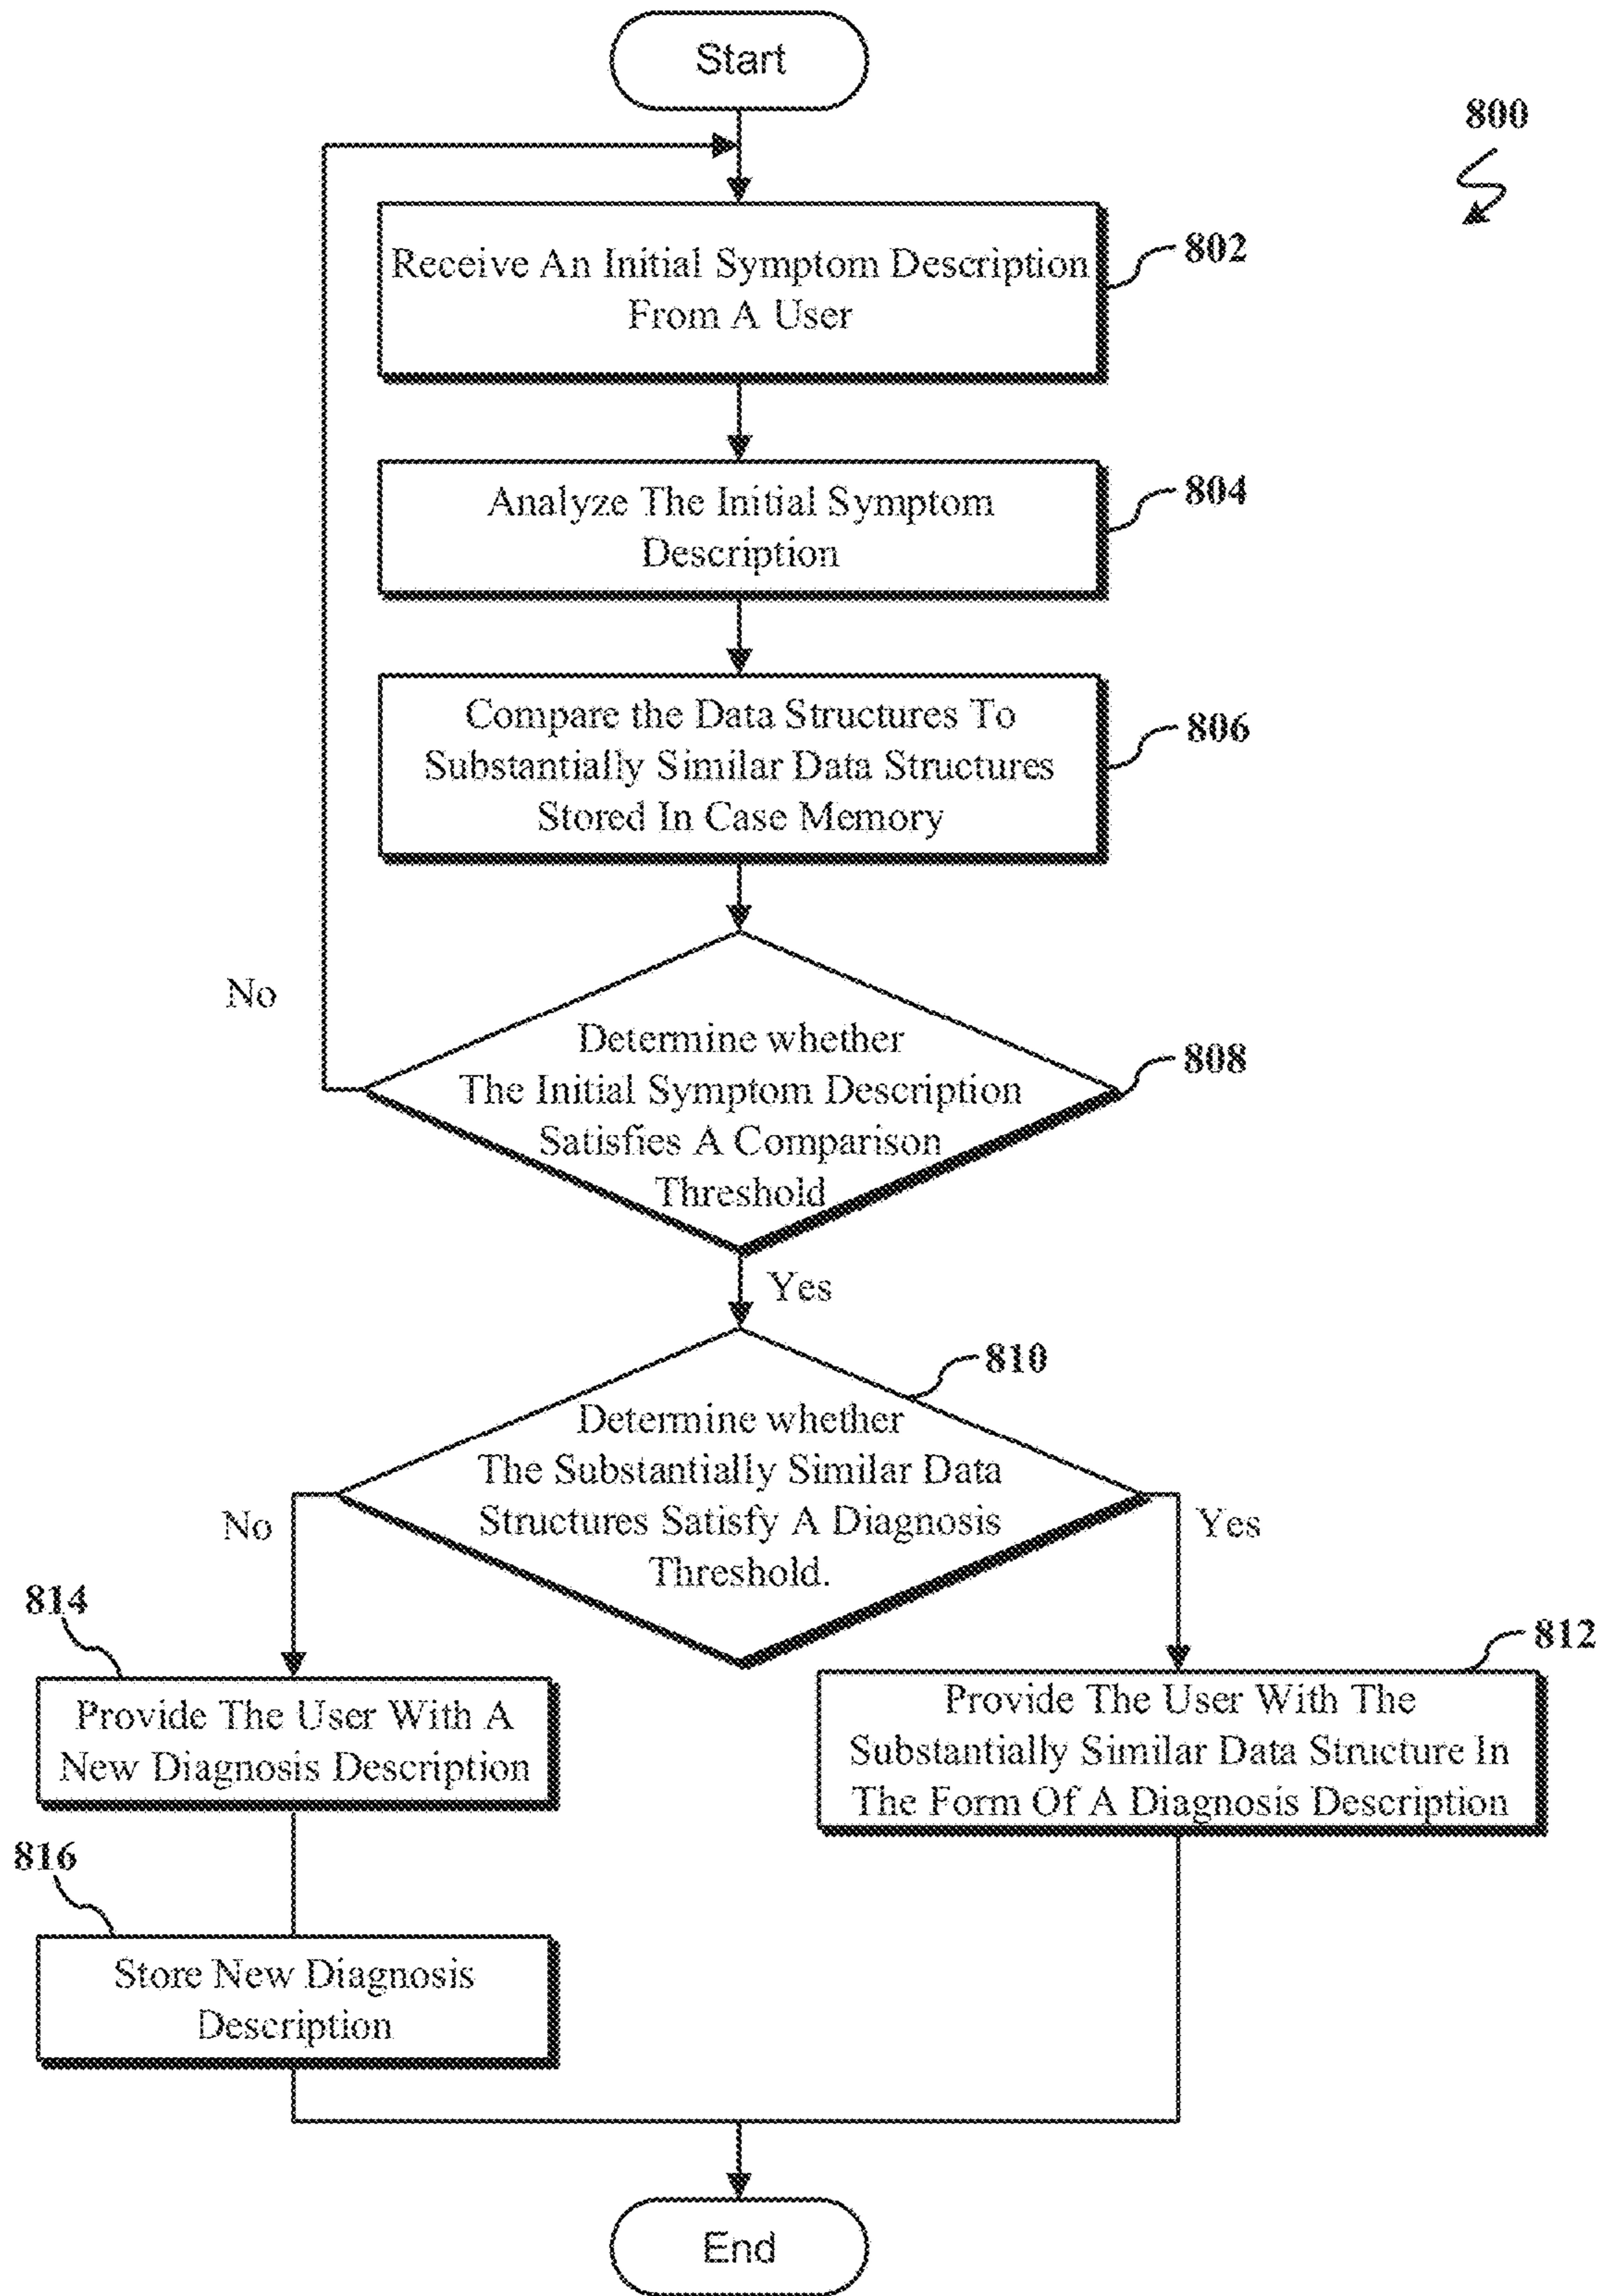 Start
800
Receive An Initial Symptom Description
From A User
802
Analyze The Initial Symptom
Description
804
Compare the Data Structures To
Substantially Similar Data Structures
Stored In Case Memory
806
No
Determine whether
The Initial Symptom Description
Satisfies A Comparison
Threshold
808
Yes
810
Determine whether
The Substantially Similar Data
Structures Satisfy A Diagnosis
Threshold.
No
Yes
814
Provide The User With A
New Diagnosis Description
812
Provide The User With The
Substantially Similar Data Structure In
The Form Of A Diagnosis Description
816
Store New Diagnosis
Description
End